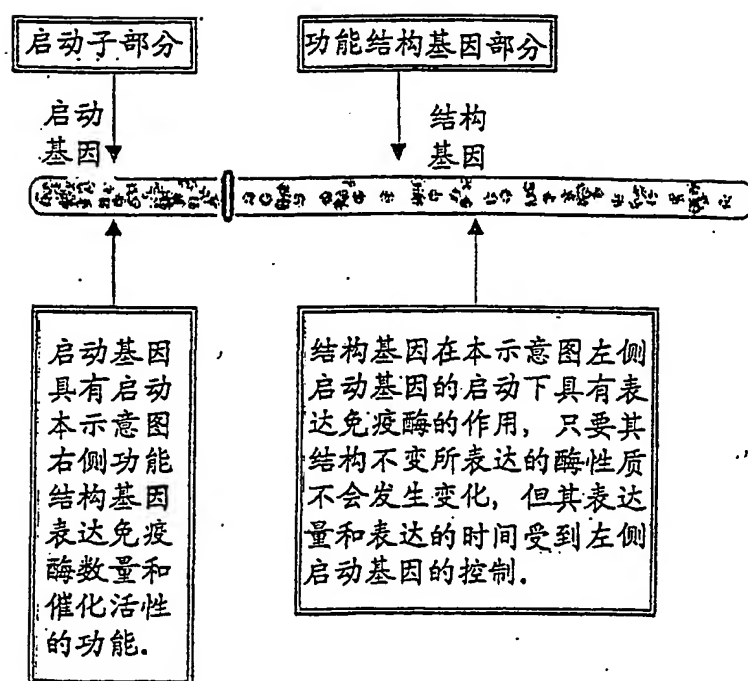 启动子部分
功能结构基因部分
启动
基因
结构
基因
启动基因
具有启动
本示意图
右侧功能
结构基因
表达免疫
酶数量和
催化活性
的功能.
结构基因在本示意图左侧
启动基因的启动下具有表
达免疫酶的作用, 只要其
结构不变所表达的酶性质
不会发生变化, 但其表达
量和表达的时间受到左侧
启动基因的控制.